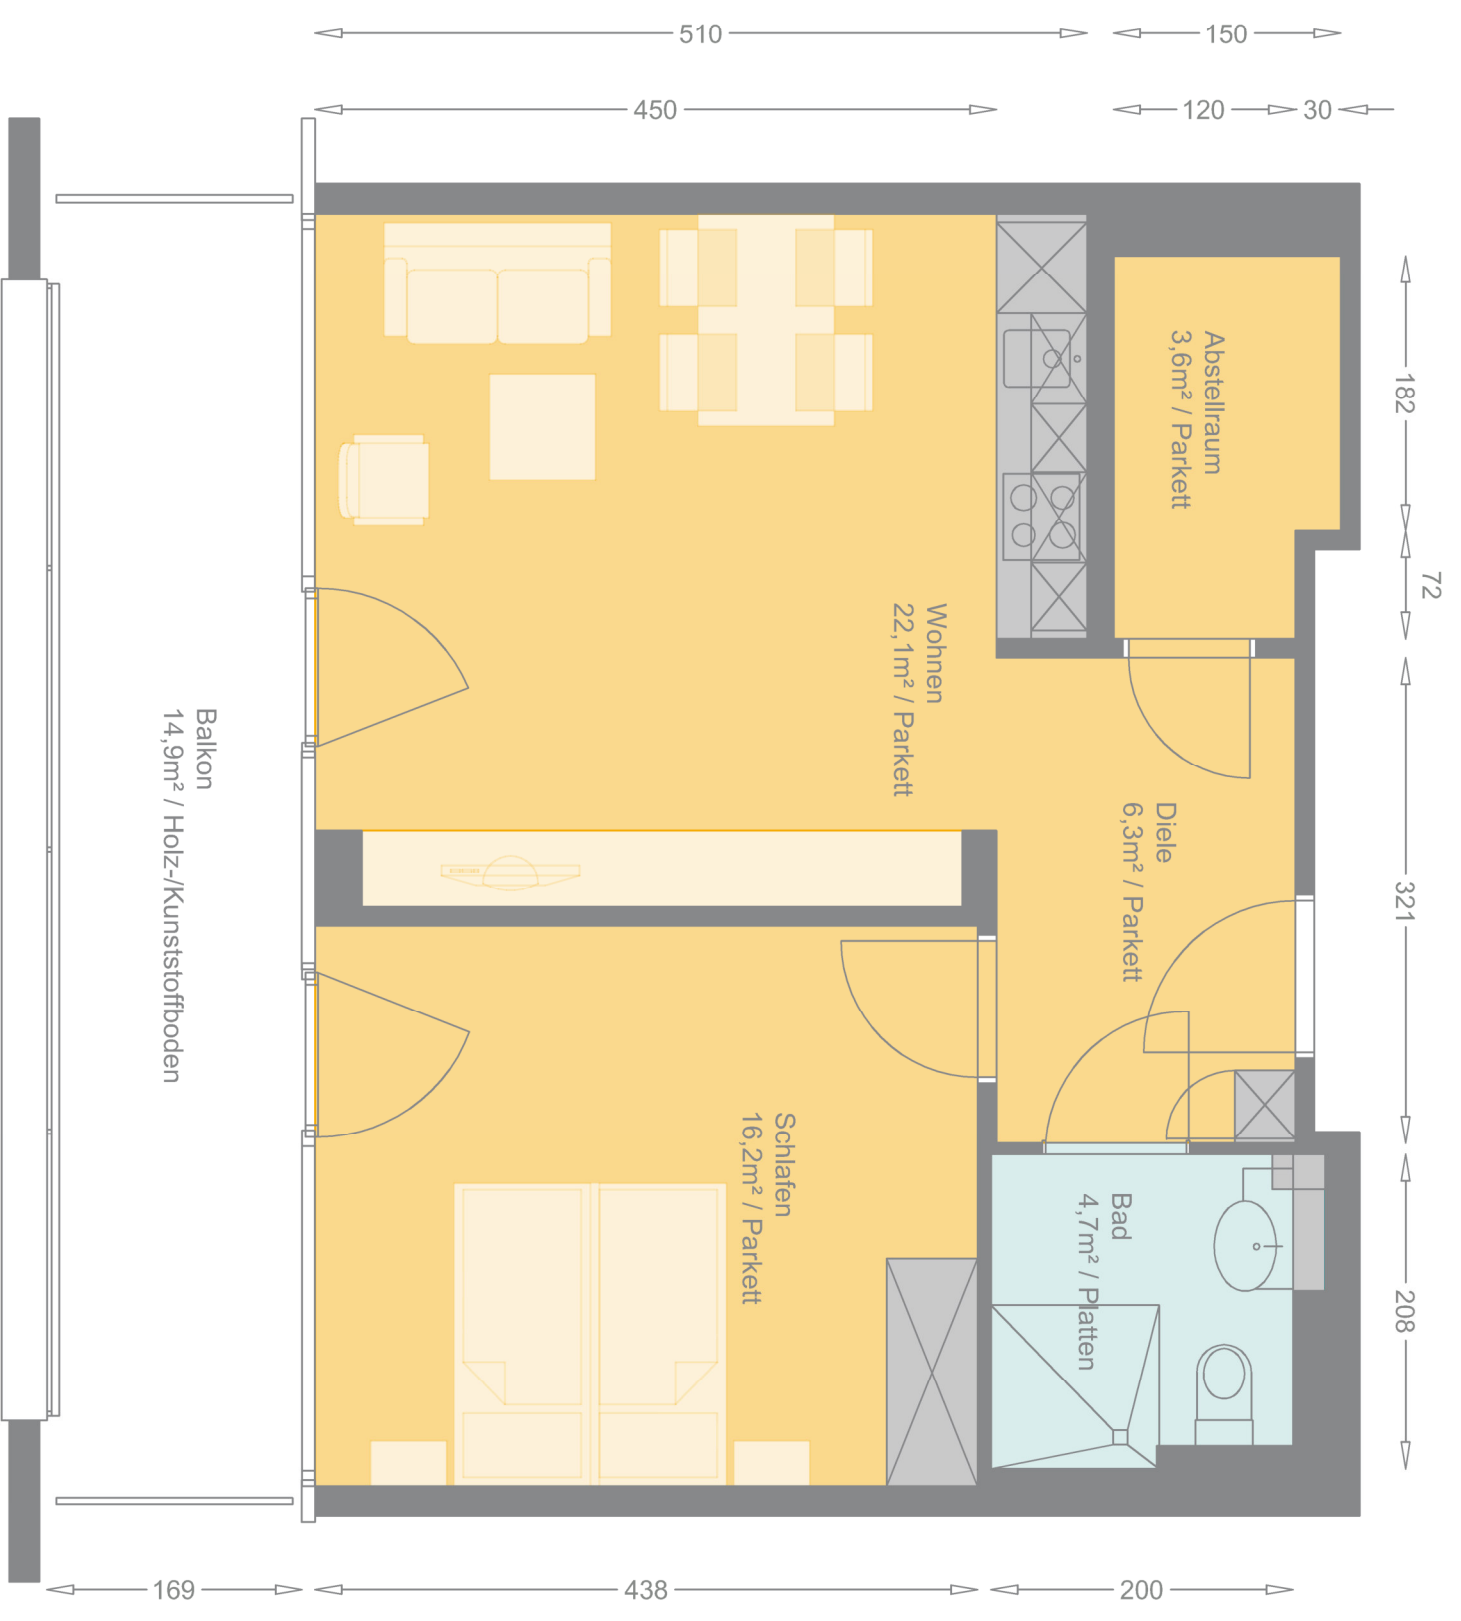 510
150
450
120
30
Abstellraum
3,6m² / Parkett
182
72
Wohnen
22,1m² / Parkett
Balkon
14,9m² / Holz-/Kunststoffboden
Diele
6,3m² / Parkett
321
Schlafen
16,2m² / Parkett
Bad
4,7m² / Platten
208
169
438
200